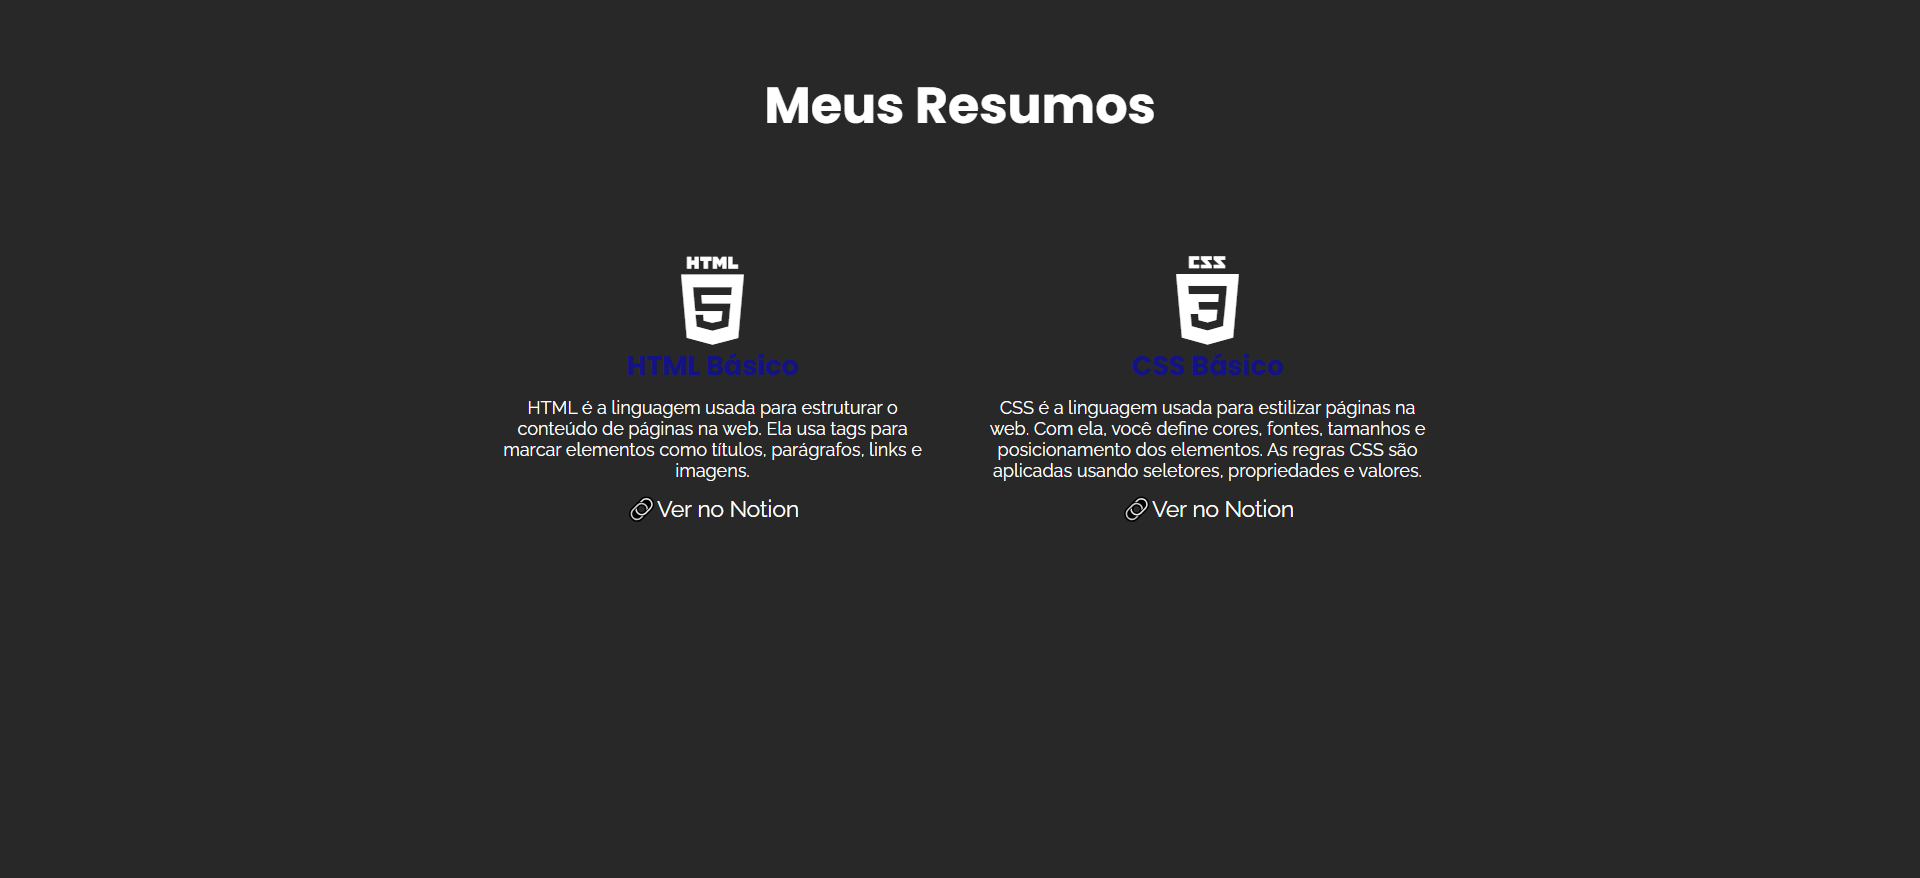 Meus Resumos
HTML
5
HTML Básico
HTML é a linguagem usada para estruturar o
conteúdo de páginas na web. Ela usa tags para
marcar elementos como títulos, parágrafos, links e
imagens.
Ver no Notion
CSS
3
CSS Básico
CSS é a linguagem usada para estilizar páginas na
web. Com ela, você define cores, fontes, tamanhos e
posicionamento dos elementos. As regras CSS são
aplicadas usando seletores, propriedades e valores.
Ver no Notion